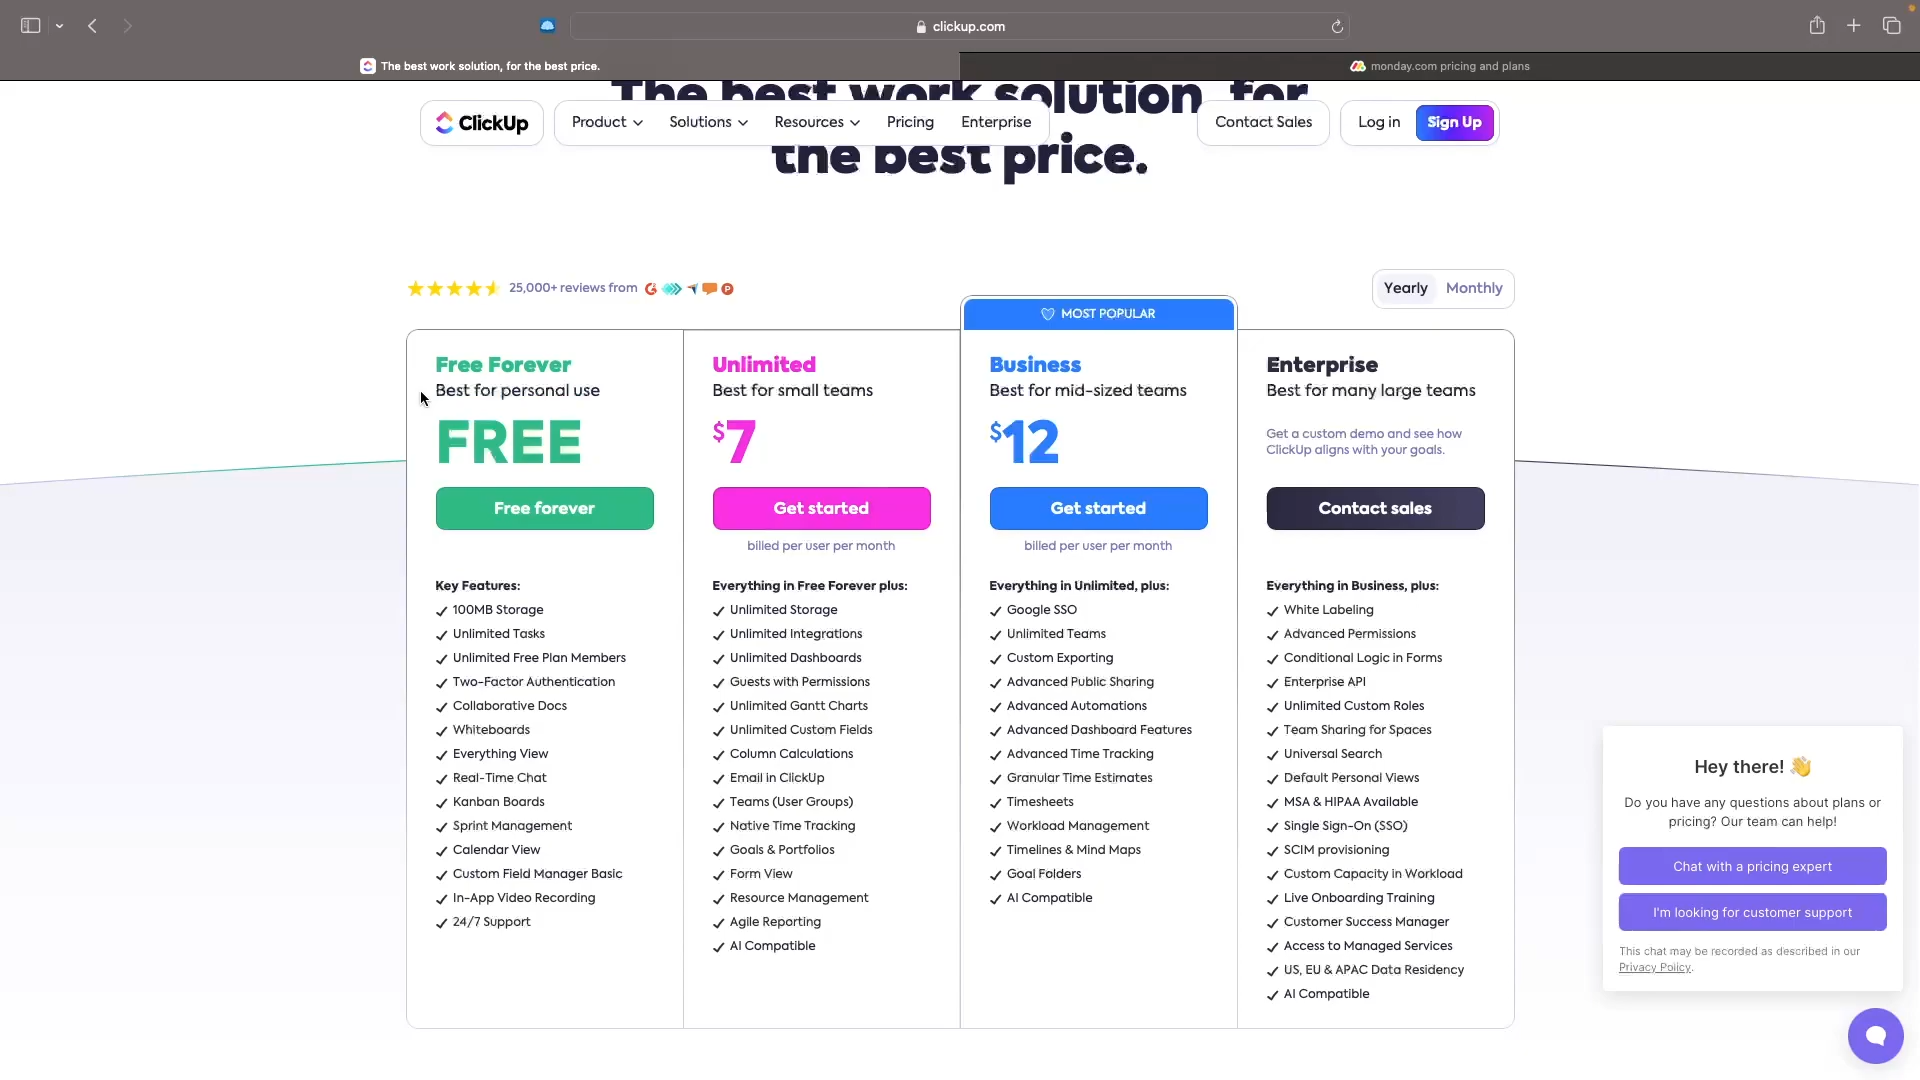 clickup.com
The best work solution, for the best price.
monday.com pricing and plans
The best work solution, for
the best price.
ClickUp
Product
Solutions
Resources
Pricing
Enterprise
Contact Sales
Log in
Sign Up
25,000+ reviews from
Yearly
Monthly
MOST POPULAR
Free Forever
Best for personal use
FREE
Free forever
Key Features:
100MB Storage
Unlimited Tasks
Unlimited Free Plan Members
Two-Factor Authentication
Collaborative Docs
Whiteboards
Everything View
Real-Time Chat
Kanban Boards
Sprint Management
Calendar View
Custom Field Manager Basic
In-App Video Recording
24/7 Support
Unlimited
Best for small teams
$7
Get started
billed per user per month
Everything in Free Forever plus:
Unlimited Storage
Unlimited Integrations
Unlimited Dashboards
Guests with Permissions
Unlimited Gantt Charts
Unlimited Custom Fields
Column Calculations
Email in ClickUp
Teams (User Groups)
Native Time Tracking
Goals & Portfolios
Form View
Resource Management
Agile Reporting
AI Compatible
Business
Best for mid-sized teams
$12
Get started
billed per user per month
Everything in Unlimited, plus:
Google SSO
Unlimited Teams
Custom Exporting
Advanced Public Sharing
Advanced Automations
Advanced Dashboard Features
Advanced Time Tracking
Granular Time Estimates
Timesheets
Workload Management
Timelines & Mind Maps
Goal Folders
AI Compatible
Enterprise
Best for many large teams
Get a custom demo and see how
ClickUp aligns with your goals.
Contact sales
Everything in Business, plus:
White Labeling
Advanced Permissions
Conditional Logic in Forms
Enterprise API
Unlimited Custom Roles
Team Sharing for Spaces
Universal Search
Default Personal Views
MSA & HIPAA Available
Single Sign-On (SSO)
SCIM provisioning
Custom Capacity in Workload
Live Onboarding Training
Customer Success Manager
Access to Managed Services
US, EU & APAC Data Residency
AI Compatible
Hey there! 👋
Do you have any questions about plans or
pricing? Our team can help!
Chat with a pricing expert
I'm looking for customer support
This chat may be recorded as described in our
Privacy Policy.